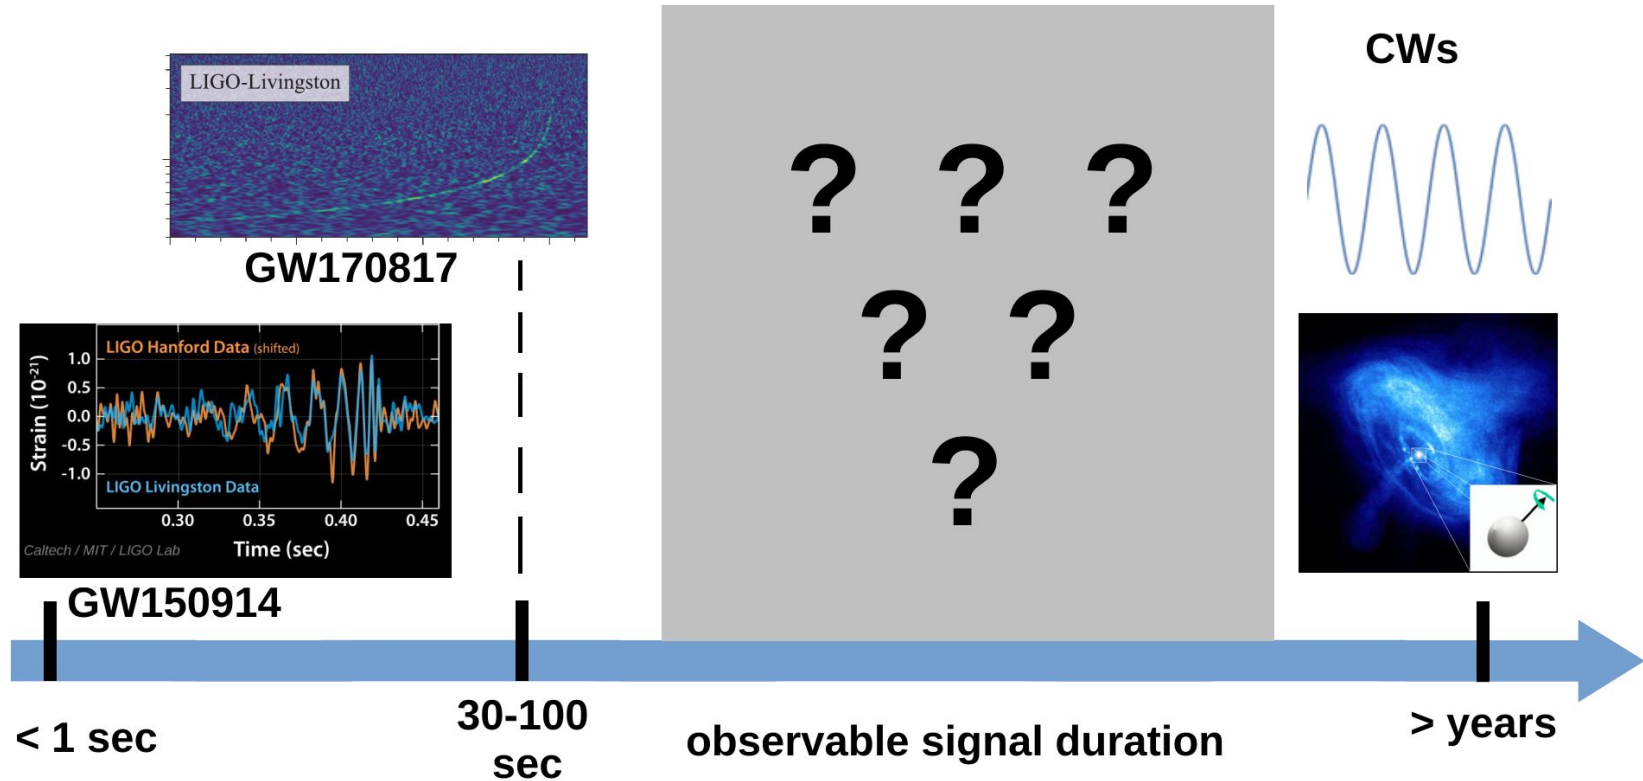 CWs
LIGO-Livingston
? ? ?
GW170817
? ?
LIGO Hanford Data (shifted)
Strain (10⁻²¹)
1.0
0.5
0.0
-0.5
-1.0
LIGO Livingston Data
0.30 0.35 0.40 0.45
Caltech / MIT / LIGO Lab
Time (sec)
?
GW150914
< 1 sec
30-100
sec
observable signal duration
> years